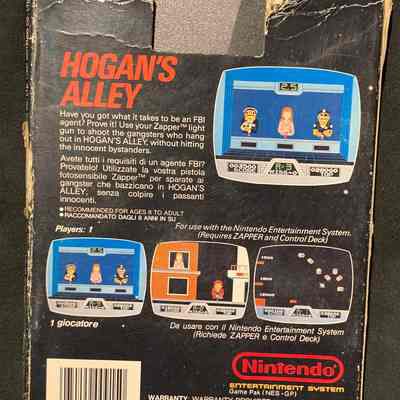 HOGAN'S
ALLEY
Have you got what it takes to be an FBI
agent? Prove it! Use your Zapper™ light
gun to shoot the gangsters who hang
out in HOGAN'S ALLEY, without hitting
the innocent bystanders.
Avete tutti i requisiti di un agente FBI?
Provatelo! Utilizzate la vostra pistola
fotosensibile Zapper™ per sparare ai
gangster che bazzicano in HOGAN'S
ALLEY, senza colpire i passanti
innocenti.
●RECOMMENDED FOR AGES 8 TO ADULT
●RACCOMANDATO DAGLI 8 ANNI IN SU
Players: 1
For use with the Nintendo Entertainment System.
(Requires ZAPPER and Control Deck)
1 giocatore
Da usare con il Nintendo Entertainment System
(Richiede ZAPPER e Control Deck)
Nintendo
ENTERTAINMENT SYSTEM
Game Pak (NES-GP)